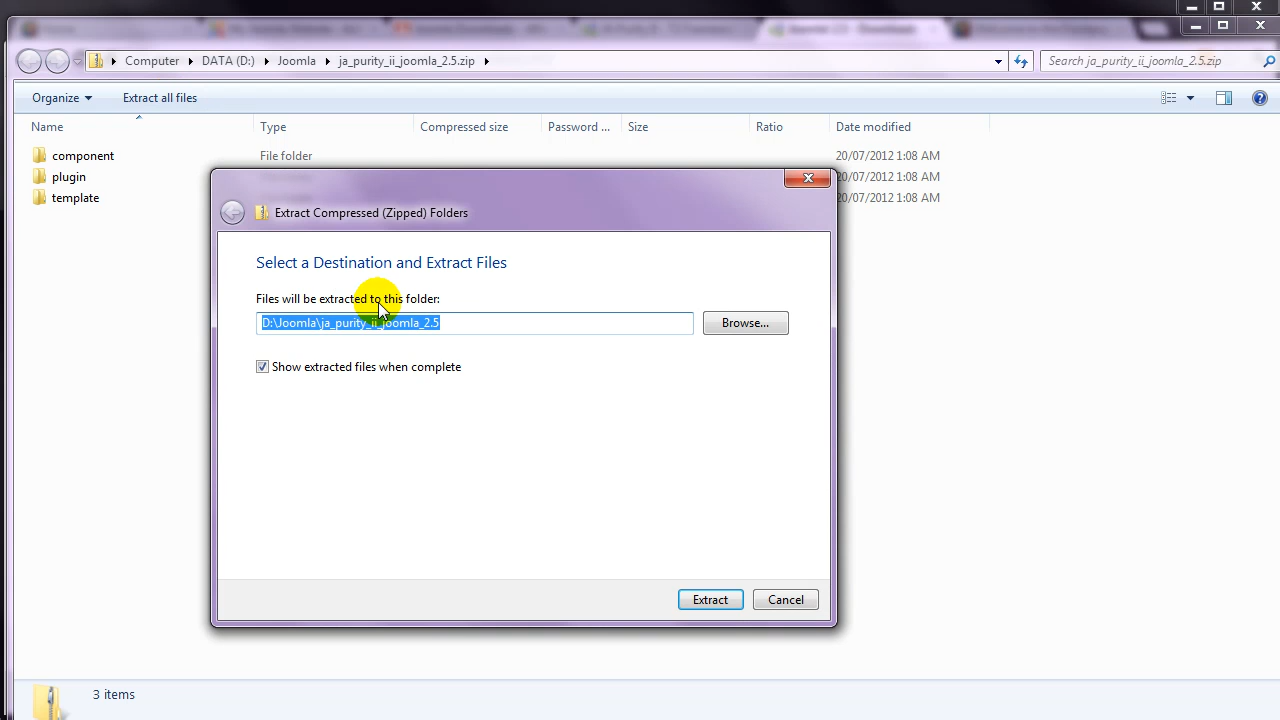 Computer DATA (D:) Joomla ja_purity_ii_joomla_2.5.zip Search ja_purity_ii_joomla_2.5.zip
Organize Extract all files
Name Type Compressed size Password ... Size Ratio Date modified
component File folder 20/07/2012 1:08 AM
plugin 20/07/2012 1:08 AM
template 20/07/2012 1:08 AM
Extract Compressed (Zipped) Folders
Select a Destination and Extract Files
Files will be extracted to this folder:
D:\Joomla\ja_purity_ii_joomla_2.5 Browse...
Show extracted files when complete
Extract Cancel
3 items